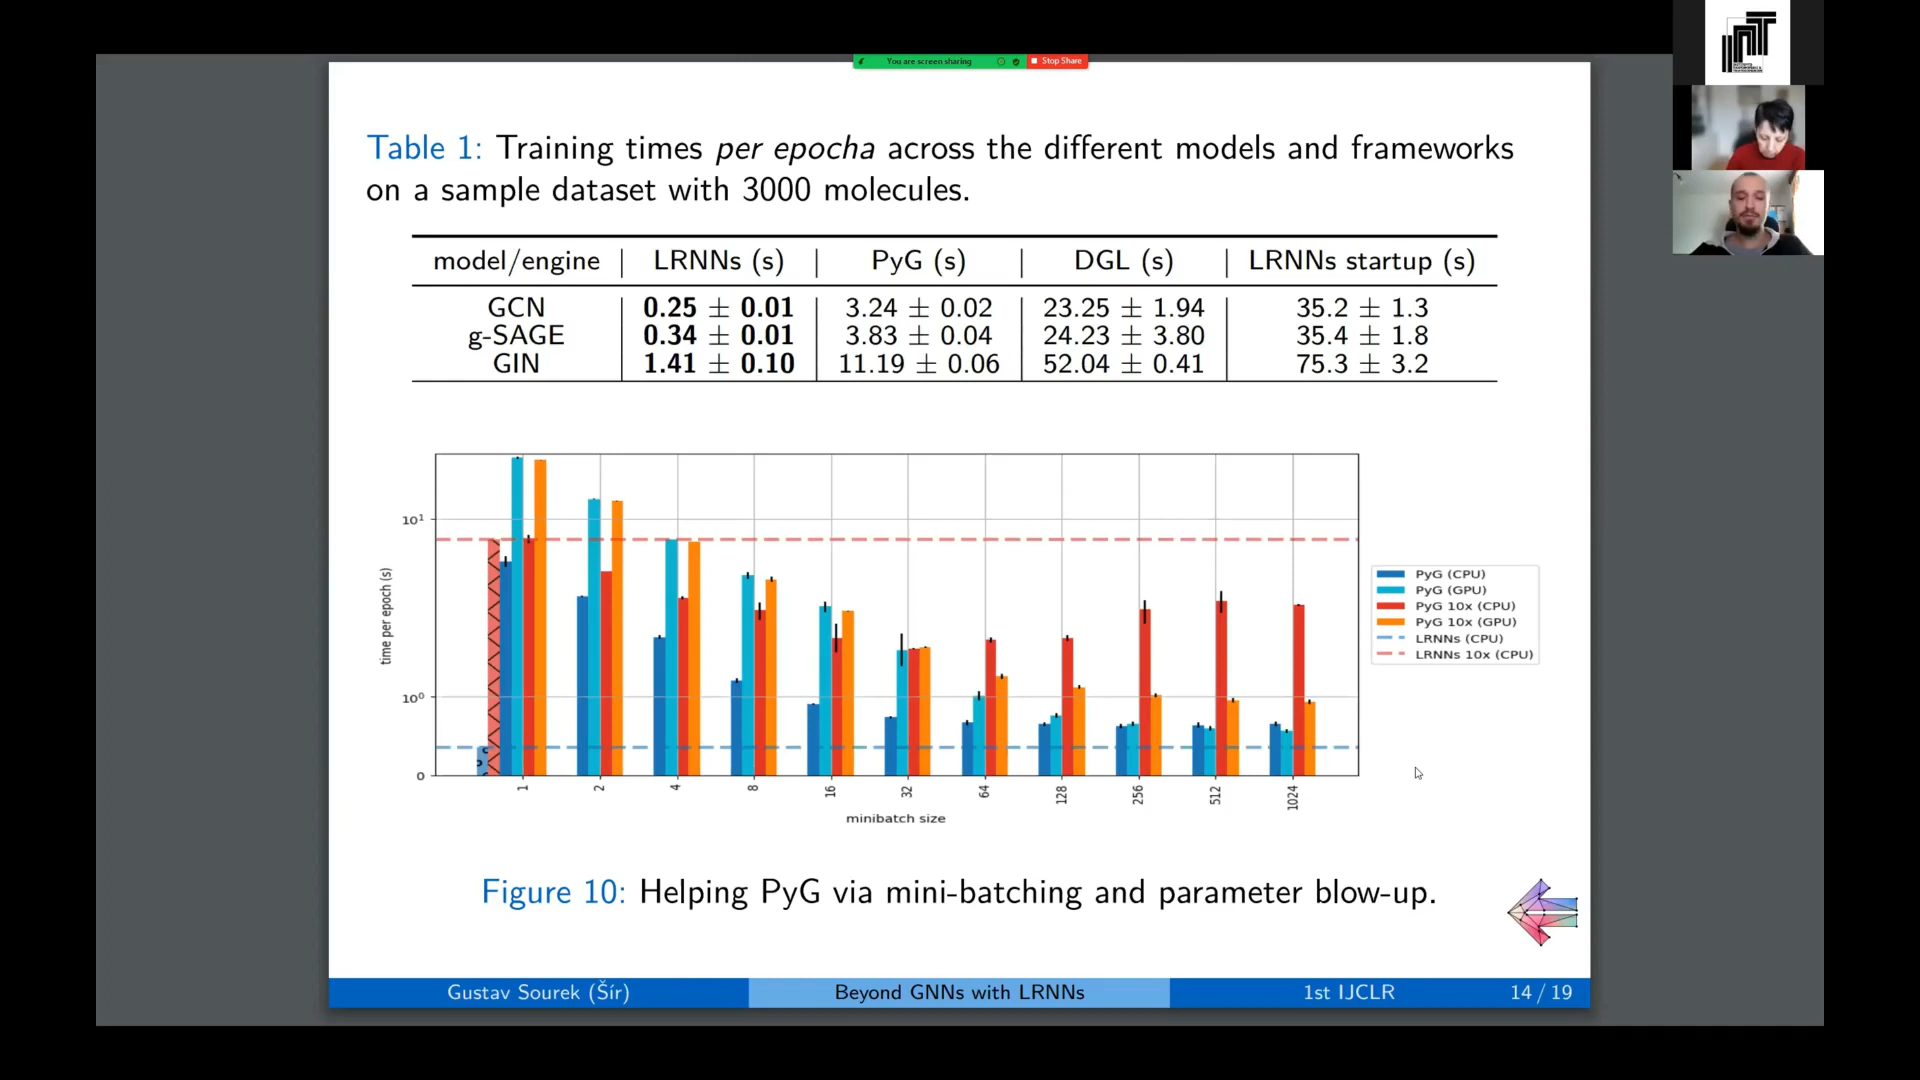 You are screen sharing
Stop Share
Table 1: Training times per epocha across the different models and frameworks
on a sample dataset with 3000 molecules.
model/engine LRNNs (s) PyG (s) DGL (s) LRNNs startup (s)
GCN 0.25 ± 0.01 3.24 ± 0.02 23.25 ± 1.94 35.2 ± 1.3
g-SAGE 0.34 ± 0.01 3.83 ± 0.04 24.23 ± 3.80 35.4 ± 1.8
GIN 1.41 ± 0.10 11.19 ± 0.06 52.04 ± 0.41 75.3 ± 3.2
time per epoch (s)
10¹
10⁰
0
1 2 4 8 16 32 64 128 256 512 1024
minibatch size
PyG (CPU)
PyG (GPU)
PyG 10x (CPU)
PyG 10x (GPU)
LRNNs (CPU)
LRNNs 10x (CPU)
Figure 10: Helping PyG via mini-batching and parameter blow-up.
Gustav Sourek (Šír) Beyond GNNs with LRNNs 1st IJCLR 14 / 19